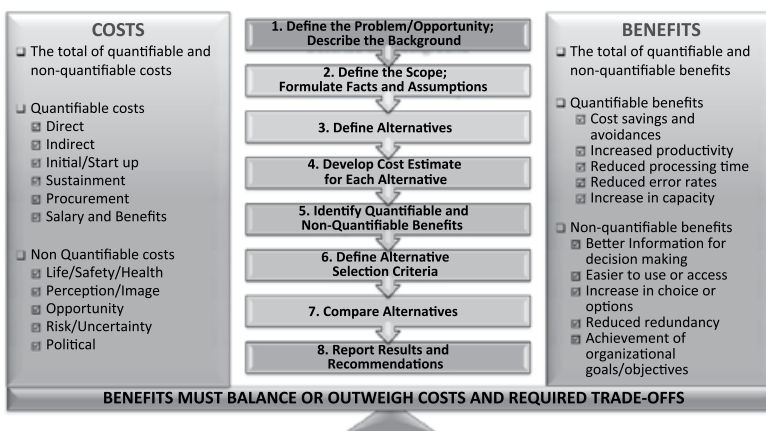 COSTS
The total of quantifiable and
non-quantifiable costs
Quantifiable costs
Direct
Indirect
Initial/Start up
Sustainment
Procurement
Salary and Benefits
Non Quantifiable costs
Life/Safety/Health
Perception/Image
Opportunity
Risk/Uncertainty
Political
1. Define the Problem/Opportunity;
Describe the Background
2. Define the Scope;
Formulate Facts and Assumptions
3. Define Alternatives
4. Develop Cost Estimate
for Each Alternative
5. Identify Quantifiable and
Non-Quantifiable Benefits
6. Define Alternative
Selection Criteria
7. Compare Alternatives
8. Report Results and
Recommendations
BENEFITS
The total of quantifiable and
non-quantifiable benefits
Quantifiable benefits
Cost savings and
avoidances
Increased productivity
Reduced processing time
Reduced error rates
Increase in capacity
Non-quantifiable benefits
Better Information for
decision making
Easier to use or access
Increase in choice or
options
Reduced redundancy
Achievement of
organizational
goals/objectives
BENEFITS MUST BALANCE OR OUTWEIGH COSTS AND REQUIRED TRADE-OFFS